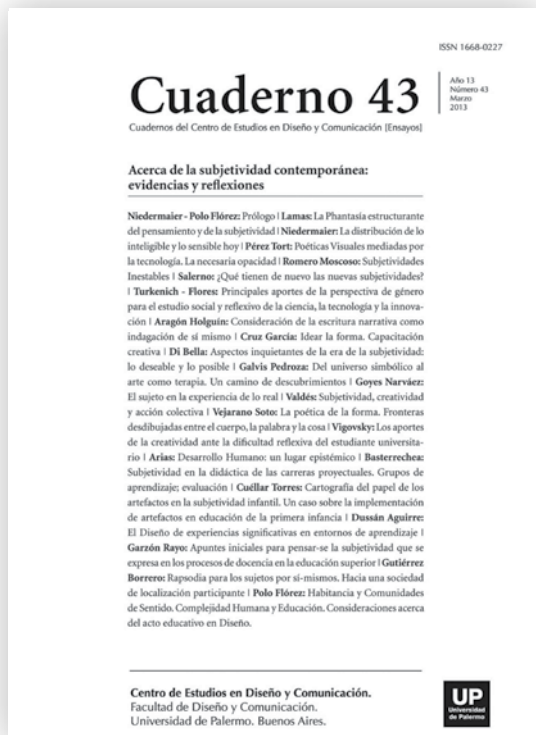 ISSN 1668-0227
Cuaderno 43
Año 13
Número 43
Marzo
2013
Cuadernos del Centro de Estudios en Diseño y Comunicación [Ensayos]
Acerca de la subjetividad contemporánea:
evidencias y reflexiones
Niedermaier - Polo Flórez: Prólogo | Lamas: La Phantasía estructurante
del pensamiento y de la subjetividad | Niedermaier: La distribución de lo
inteligible y lo sensible hoy | Pérez Tort: Poéticas Visuales mediadas por
la tecnología. La necesaria opacidad | Romero Moscoso: Subjetividades
Inestables | Salerno: ¿Qué tienen de nuevo las nuevas subjetividades?
| Turkenich - Flores: Principales aportes de la perspectiva de género
para el estudio social y reflexivo de la ciencia, la tecnología y la innova-
ción | Aragón Holguín: Consideración de la escritura narrativa como
indagación de sí mismo | Cruz García: Idear la forma. Capacitación
creativa | Di Bella: Aspectos inquietantes de la era de la subjetividad:
lo deseable y lo posible | Galvis Pedroza: Del universo simbólico al
arte como terapia. Un camino de descubrimientos | Goyes Narváez:
El sujeto en la experiencia de lo real | Valdés: Subjetividad, creatividad
y acción colectiva | Vejarano Soto: La poética de la forma. Fronteras
desdibujadas entre el cuerpo, la palabra y la cosa | Vigovsky: Los aportes
de la creatividad ante la dificultad reflexiva del estudiante universita-
rio | Arias: Desarrollo Humano: un lugar epistémico | Basterrechea:
Subjetividad en la didáctica de las carreras proyectuales. Grupos de
aprendizaje; evaluación | Cuéllar Torres: Cartografía del papel de los
artefactos en la subjetividad infantil. Un caso sobre la implementación
de artefactos en educación de la primera infancia | Dussán Aguirre:
El Diseño de experiencias significativas en entornos de aprendizaje |
Garzón Rayo: Apuntes iniciales para pensar-se la subjetividad que se
expresa en los procesos de docencia en la educación superior | Gutiérrez
Borrero: Rapsodia para los sujetos por sí-mismos. Hacia una sociedad
de localización participante | Polo Flórez: Habitancia y Comunidades
de Sentido. Complejidad Humana y Educación. Consideraciones acerca
del acto educativo en Diseño.
Centro de Estudios en Diseño y Comunicación.
Facultad de Diseño y Comunicación.
Universidad de Palermo. Buenos Aires.
UP
Universidad
de Palermo